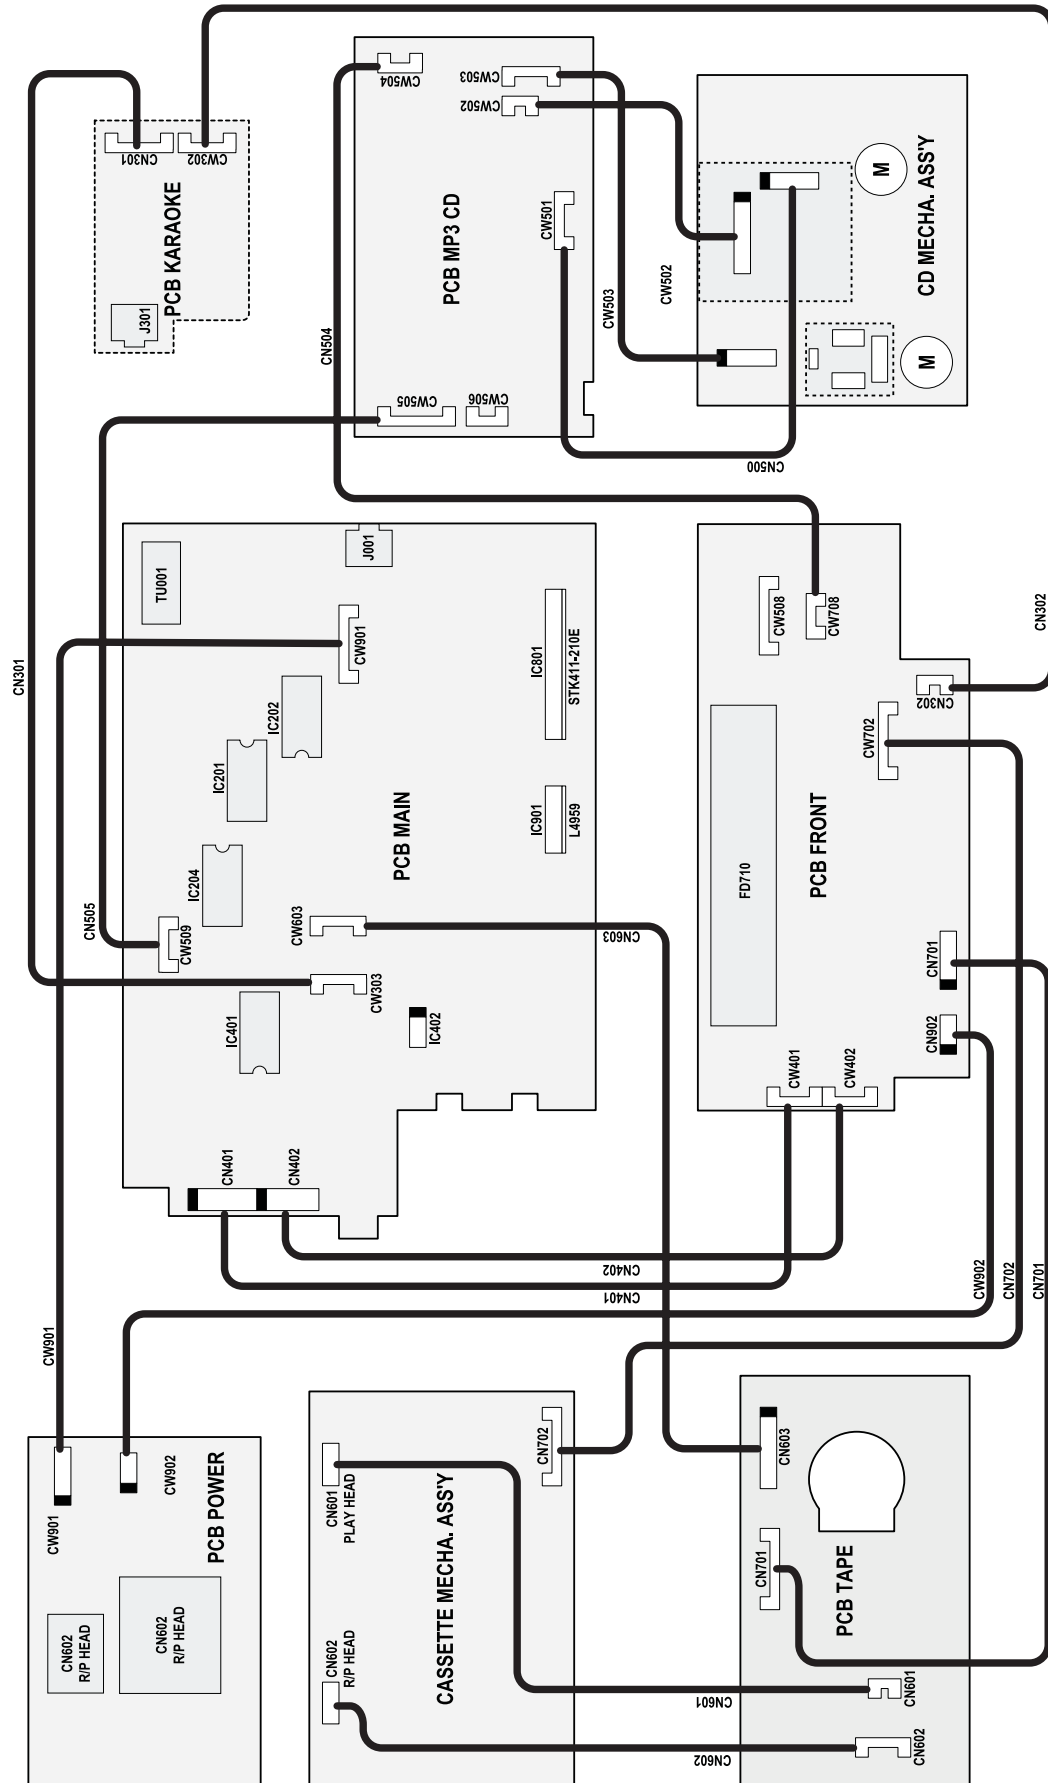 CW504
CW503
CW502
CN301
CW302
PCB KARAOKE
J301
PCB MP3 CD
CW501
CN504
CW503
CW502
CD MECHA. ASS'Y
M
M
CW505
CW506
CN500
CN301
TU001
J001
CW901
IC801
STK411-210E
IC202
IC201
IC204
IC901
L4959
PCB MAIN
CN505
CW509
CW603
CN603
CW303
IC401
IC402
CN401
CN402
CW508
CW708
CN302
CN302
CW702
PCB FRONT
FD710
CN701
CN902
CW401
CW402
CN402
CN401
CW902
CN702
CN701
CW901
CW901
CW902
PCB POWER
CN602
R/P HEAD
CN602
R/P HEAD
CN601
PLAY HEAD
CN702
CASSETTE MECHA. ASS'Y
CN602
R/P HEAD
CN603
CN701
PCB TAPE
CN601
CN601
CN602
CN602